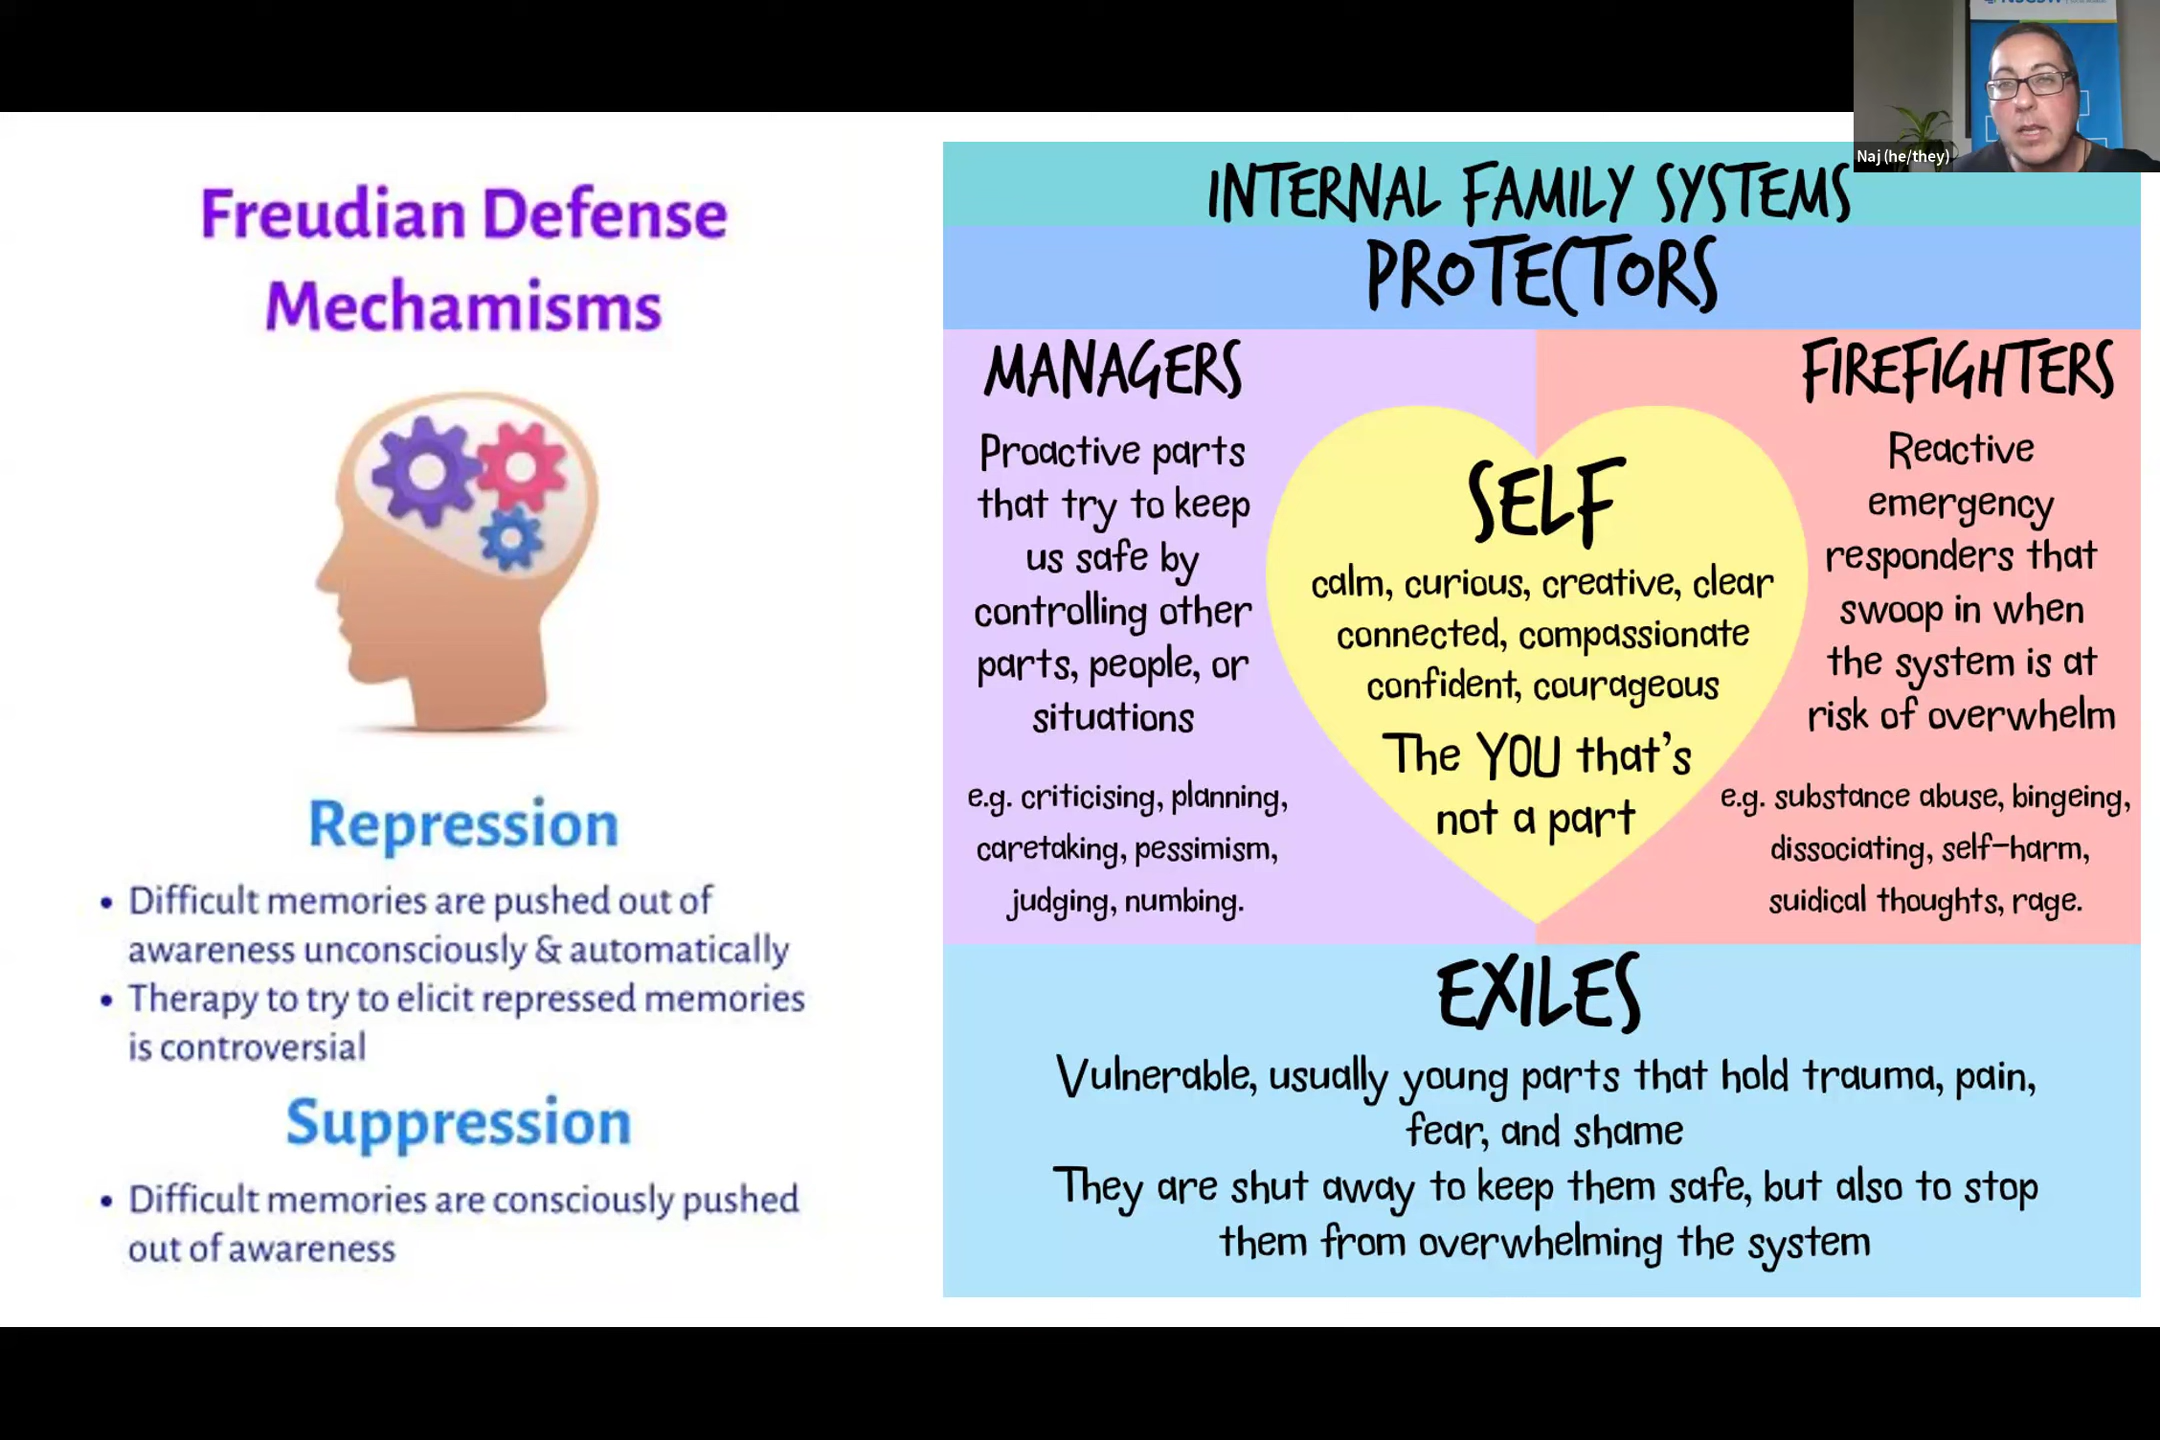 Freudian Defense
Mechamisms
Repression
• Difficult memories are pushed out of
awareness unconsciously & automatically
• Therapy to try to elicit repressed memories
is controversial
Suppression
• Difficult memories are consciously pushed
out of awareness
INTERNAL FAMILY SYSTEMS
PROTECTORS
MANAGERS
Proactive parts
that try to keep
us safe by
controlling other
parts, people, or
situations
e.g. criticising, planning,
caretaking, pessimism,
judging, numbing.
SELF
calm, curious, creative, clear
connected, compassionate
confident, courageous
The YOU that's
not a part
FIREFIGHTERS
Reactive
emergency
responders that
swoop in when
the system is at
risk of overwhelm
e.g. substance abuse, bingeing,
dissociating, self-harm,
suidical thoughts, rage.
EXILES
Vulnerable, usually young parts that hold trauma, pain,
fear, and shame
They are shut away to keep them safe, but also to stop
them from overwhelming the system
Naj (he/they)